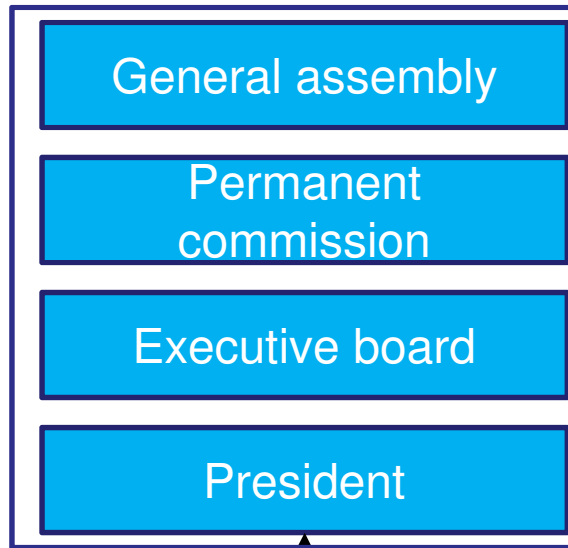 General assembly
Permanent
commission
Executive board
President